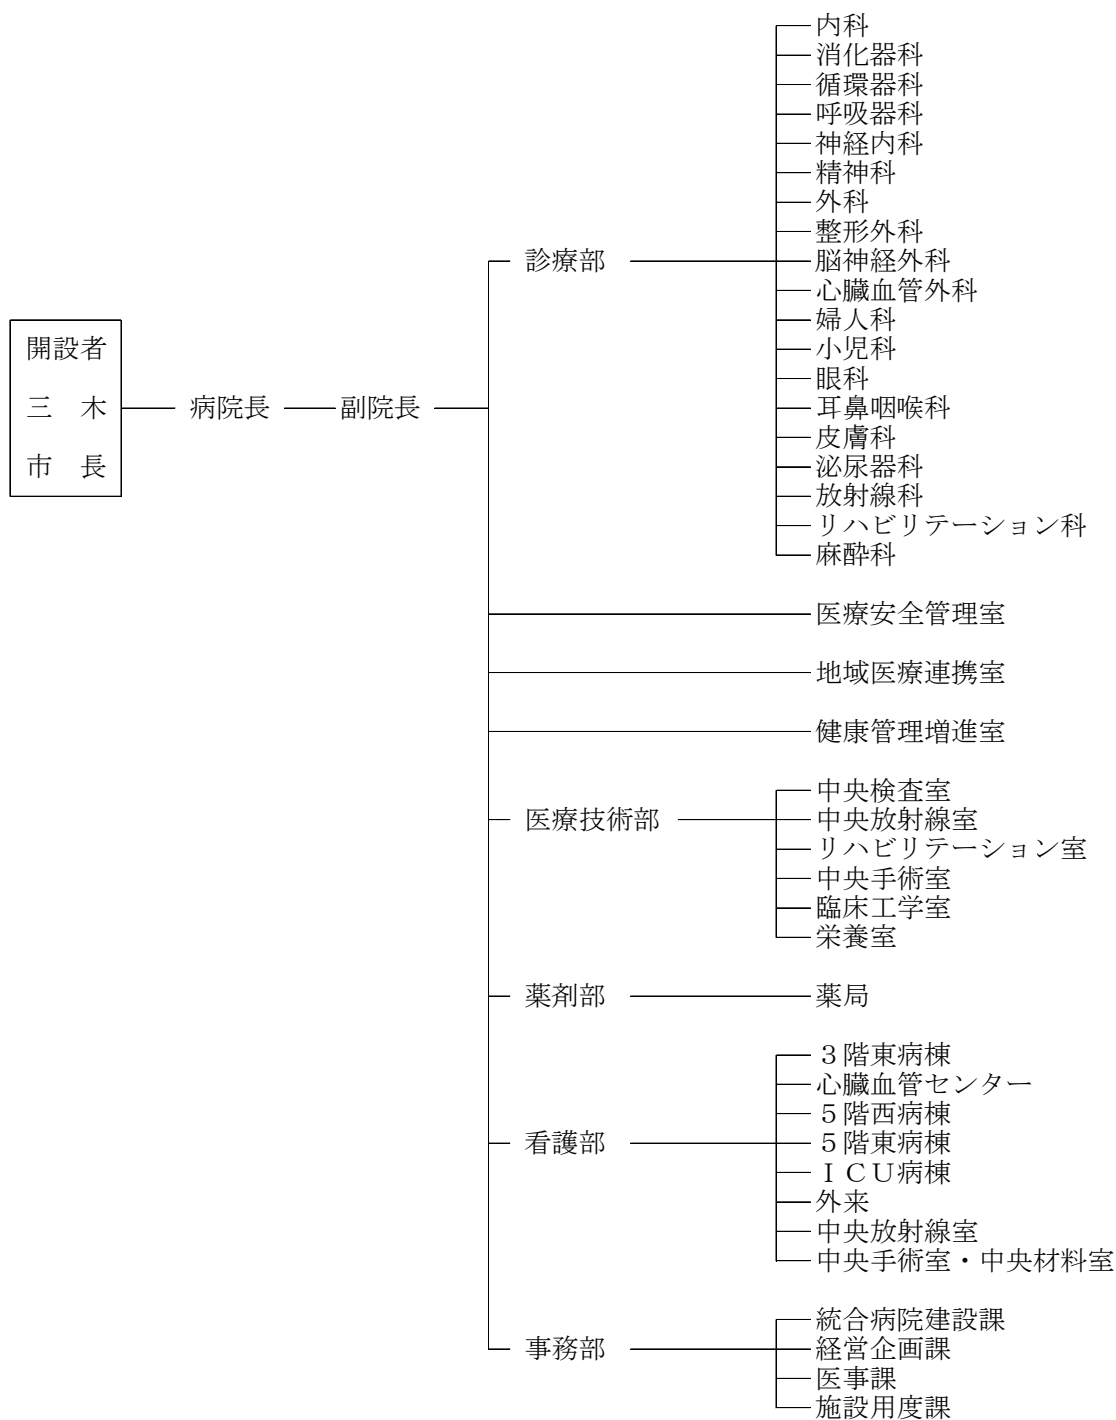 開設者
三　木
市　長
病院長
副院長
診療部
内科
消化器科
循環器科
呼吸器科
神経内科
精神科
外科
整形外科
脳神経外科
心臓血管外科
婦人科
小児科
眼科
耳鼻咽喉科
皮膚科
泌尿器科
放射線科
リハビリテーション科
麻酔科
医療安全管理室
地域医療連携室
健康管理増進室
医療技術部
中央検査室
中央放射線室
リハビリテーション室
中央手術室
臨床工学室
栄養室
薬剤部
薬局
看護部
３階東病棟
心臓血管センター
５階西病棟
５階東病棟
ＩＣＵ病棟
外来
中央放射線室
中央手術室・中央材料室
事務部
統合病院建設課
経営企画課
医事課
施設用度課